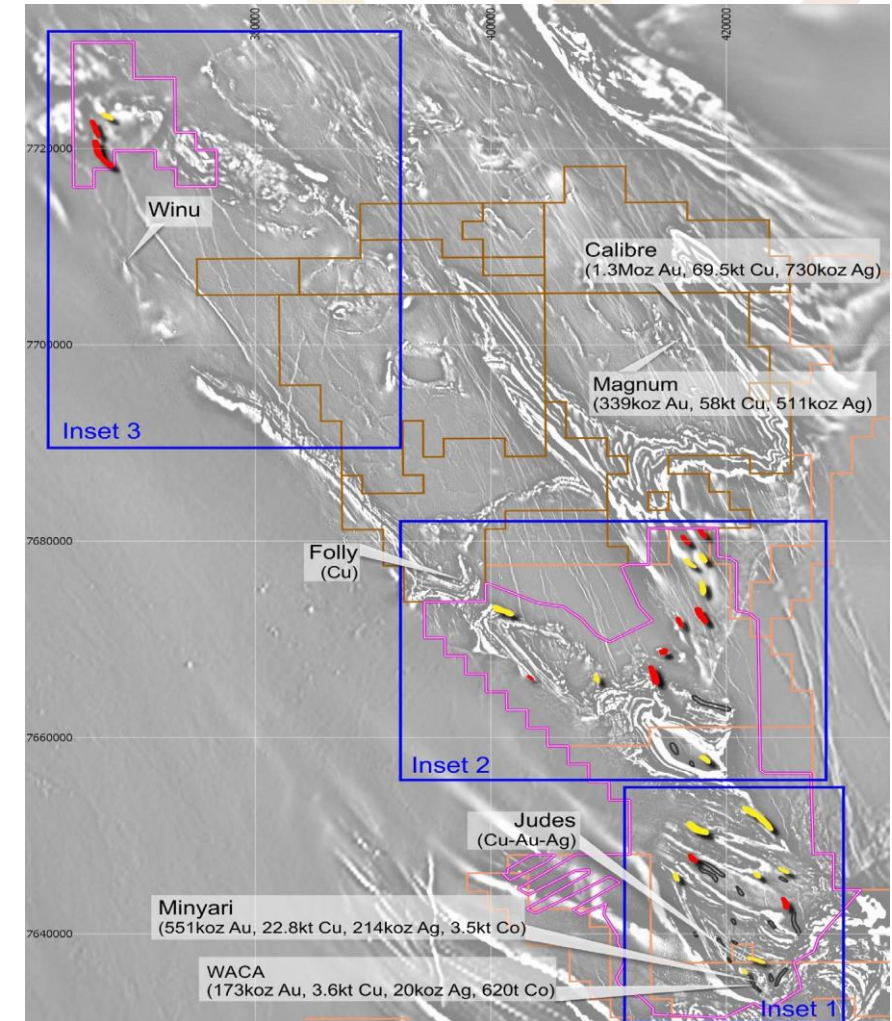 380000
400000
420000
7720000
Winu
Calibre
(1.3Moz Au, 69.5kt Cu, 730koz Ag)
7700000
Magnum
(339koz Au, 58kt Cu, 511koz Ag)
Inset 3
7680000
Folly
(Cu)
7660000
Inset 2
Judes
(Cu-Au-Ag)
Minyari
(551koz Au, 22.8kt Cu, 214koz Ag, 3.5kt Co)
7640000
WACA
(173koz Au, 3.6kt Cu, 20koz Ag, 620t Co)
Inset 1